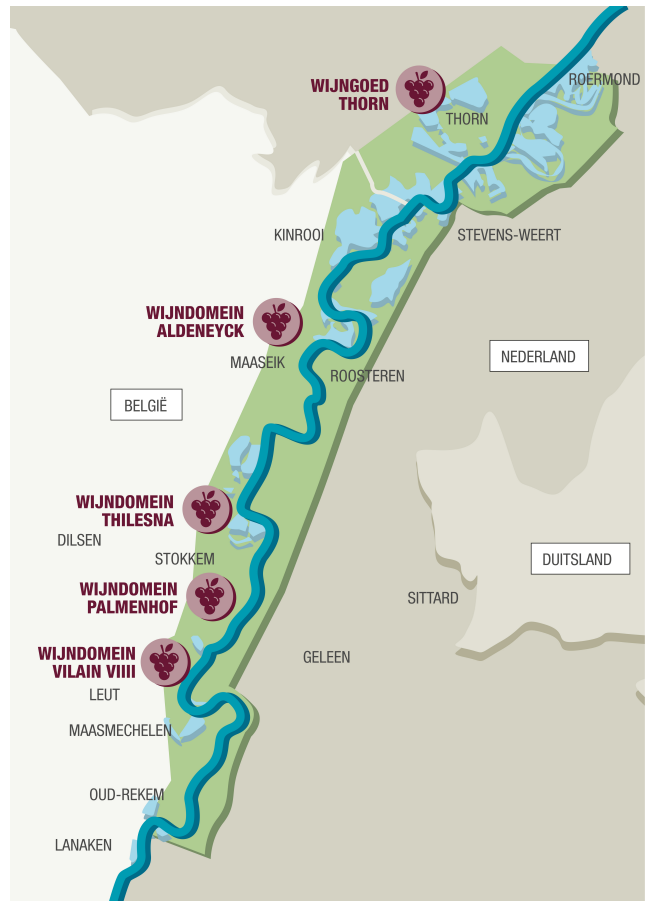 ROERMOND
WIJNGOED
THORN
THORN
KINROOI
STEVENS-WEERT
WIJNDOMEIN
ALDENEYCK
MAASEIK
NEDERLAND
ROOSTEREN
BELGIË
WIJNDOMEIN
THILESNA
DILSEN
STOKKEM
DUITSLAND
WIJNDOMEIN
PALMENHOF
SITTARD
WIJNDOMEIN
VILAIN VIIII
GELEEN
LEUT
MAASMECHELEN
OUD-REKEM
LANAKEN